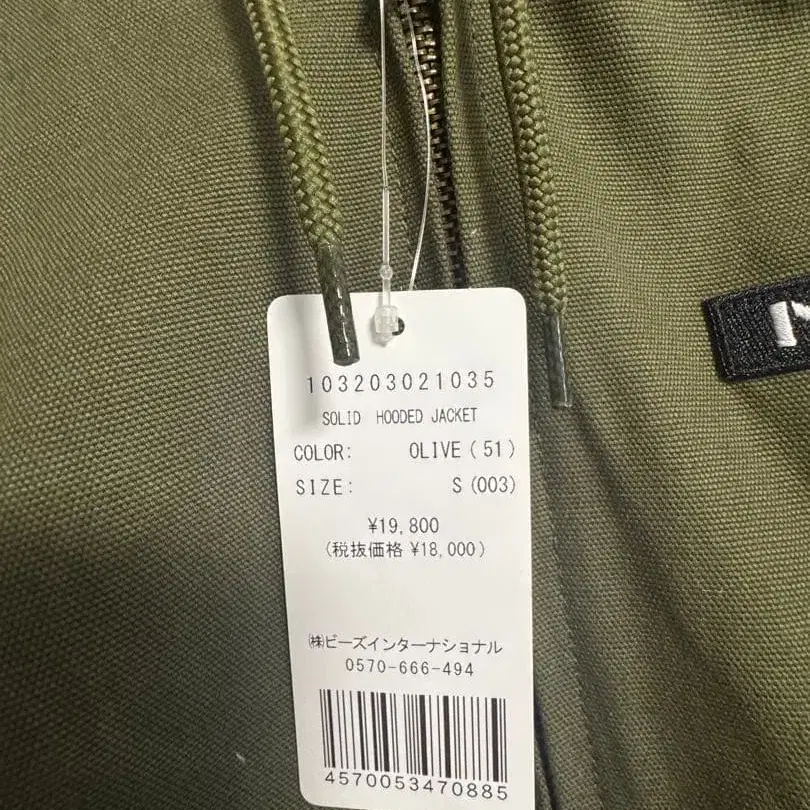 103203021035
SOLID HOODED JACKET
COLOR: OLIVE (51)
SIZE: S (003)
¥19,800
(税抜価格 ¥18,000)
㈱ビーズインターナショナル
0570-666-494
4570053470885